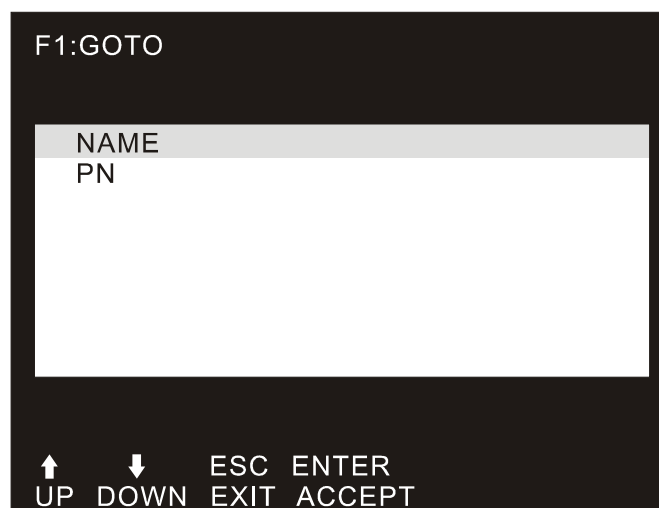 F1:GOTO
NAME
PN
↑ ↓ ESC ENTER
UP DOWN EXIT ACCEPT